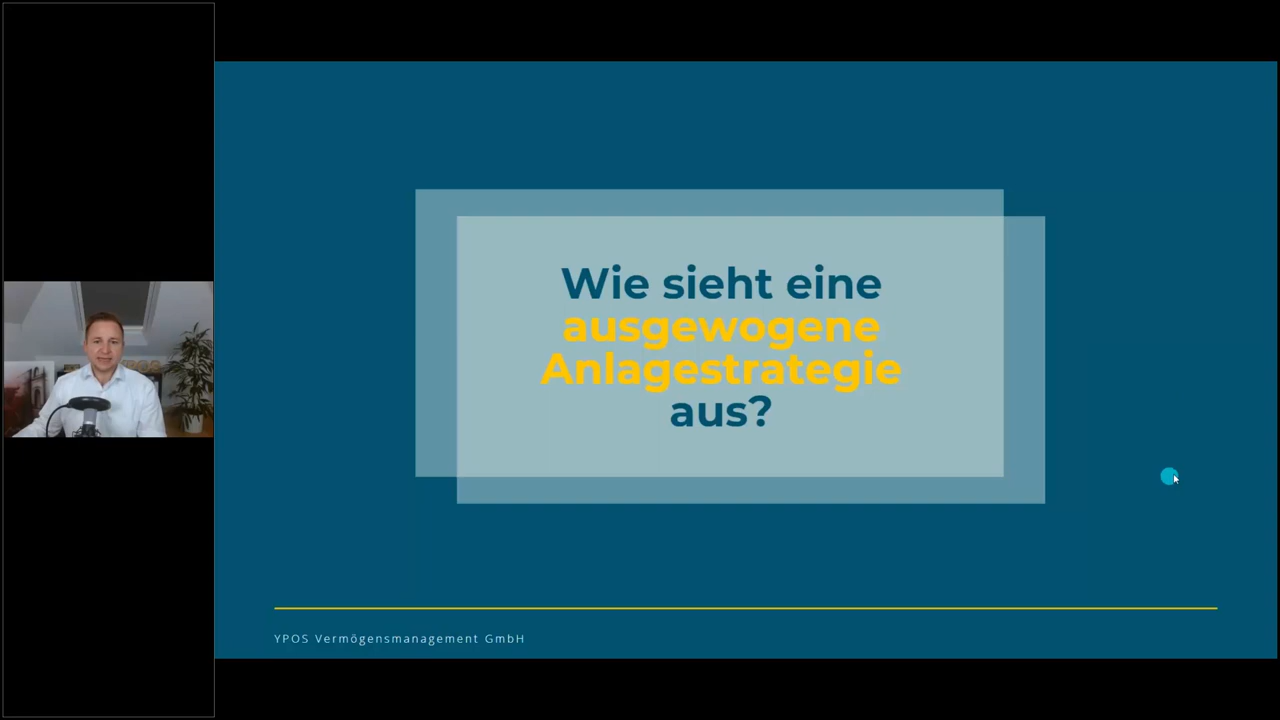 Wie sieht eine
ausgewogene
Anlagestrategie
aus?
YPOS Vermögensmanagement GmbH